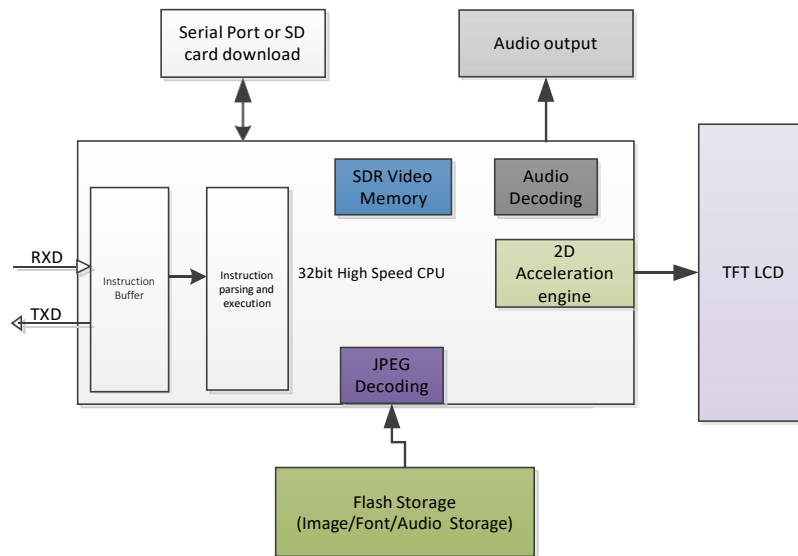 Serial Port or SD
card download
Audio output
SDR Video
Memory
Audio
Decoding
RXD
TXD
Instruction
Buffer
Instruction
parsing and
execution
32bit High Speed CPU
2D
Acceleration
engine
TFT LCD
JPEG
Decoding
Flash Storage
(Image/Font/Audio Storage)